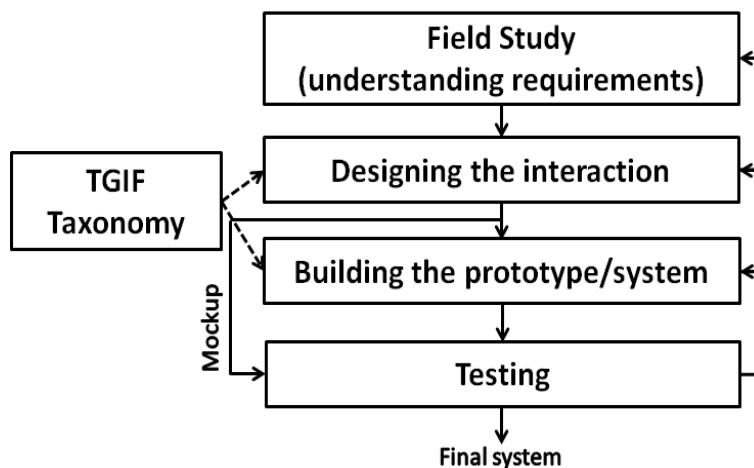 Field Study
(understanding requirements)
Designing the interaction
TGIF
Taxonomy
Building the prototype/system
Mockup
Testing
Final system